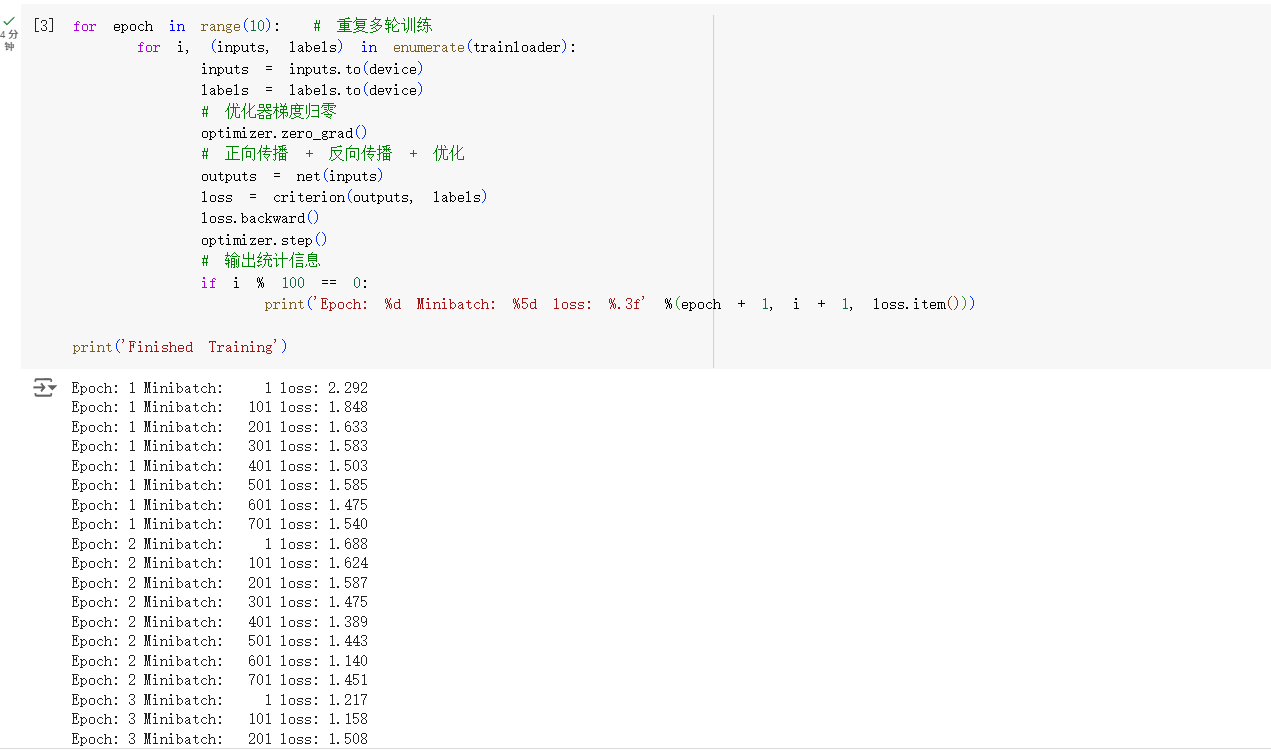 [3] for epoch in range(10): # 重复多轮训练
for i, (inputs, labels) in enumerate(trainloader):
inputs = inputs.to(device)
labels = labels.to(device)
# 优化器梯度归零
optimizer.zero_grad()
# 正向传播 + 反向传播 + 优化
outputs = net(inputs)
loss = criterion(outputs, labels)
loss.backward()
optimizer.step()
# 输出统计信息
if i % 100 == 0:
print('Epoch: %d Minibatch: %5d loss: %.3f' %(epoch + 1, i + 1, loss.item()))
print('Finished Training')
4 分
钟
Epoch: 1 Minibatch: 1 loss: 2.292
Epoch: 1 Minibatch: 101 loss: 1.848
Epoch: 1 Minibatch: 201 loss: 1.633
Epoch: 1 Minibatch: 301 loss: 1.583
Epoch: 1 Minibatch: 401 loss: 1.503
Epoch: 1 Minibatch: 501 loss: 1.585
Epoch: 1 Minibatch: 601 loss: 1.475
Epoch: 1 Minibatch: 701 loss: 1.540
Epoch: 2 Minibatch: 1 loss: 1.688
Epoch: 2 Minibatch: 101 loss: 1.624
Epoch: 2 Minibatch: 201 loss: 1.587
Epoch: 2 Minibatch: 301 loss: 1.475
Epoch: 2 Minibatch: 401 loss: 1.389
Epoch: 2 Minibatch: 501 loss: 1.443
Epoch: 2 Minibatch: 601 loss: 1.140
Epoch: 2 Minibatch: 701 loss: 1.451
Epoch: 3 Minibatch: 1 loss: 1.217
Epoch: 3 Minibatch: 101 loss: 1.158
Epoch: 3 Minibatch: 201 loss: 1.508